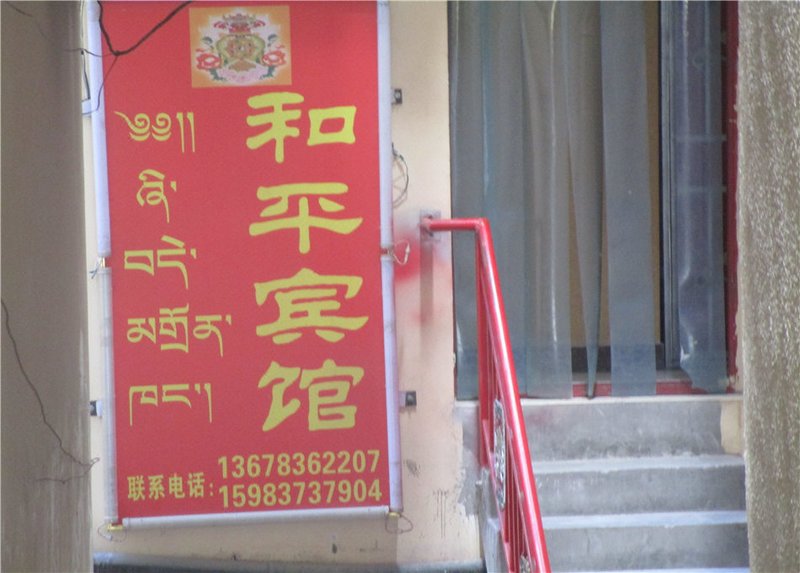 ༄༅།།
ཞི་
བདེ་
མགྲོན་
ཁང་།
和平宾馆
联系电话:
13678362207
15983737904